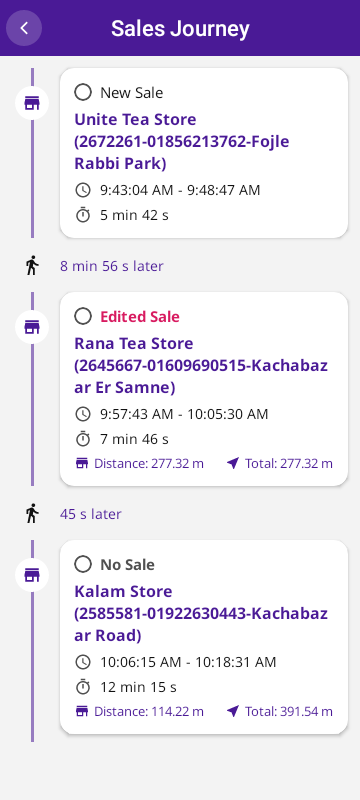 Sales Journey
New Sale
Unite Tea Store
(2672261-01856213762-Fojle
Rabbi Park)
9:43:04 AM - 9:48:47 AM
5 min 42 s
8 min 56 s later
Edited Sale
Rana Tea Store
(2645667-01609690515-Kachabaz
ar Er Samne)
9:57:43 AM - 10:05:30 AM
7 min 46 s
Distance: 277.32 m Total: 277.32 m
45 s later
No Sale
Kalam Store
(2585581-01922630443-Kachabaz
ar Road)
10:06:15 AM - 10:18:31 AM
12 min 15 s
Distance: 114.22 m Total: 391.54 m